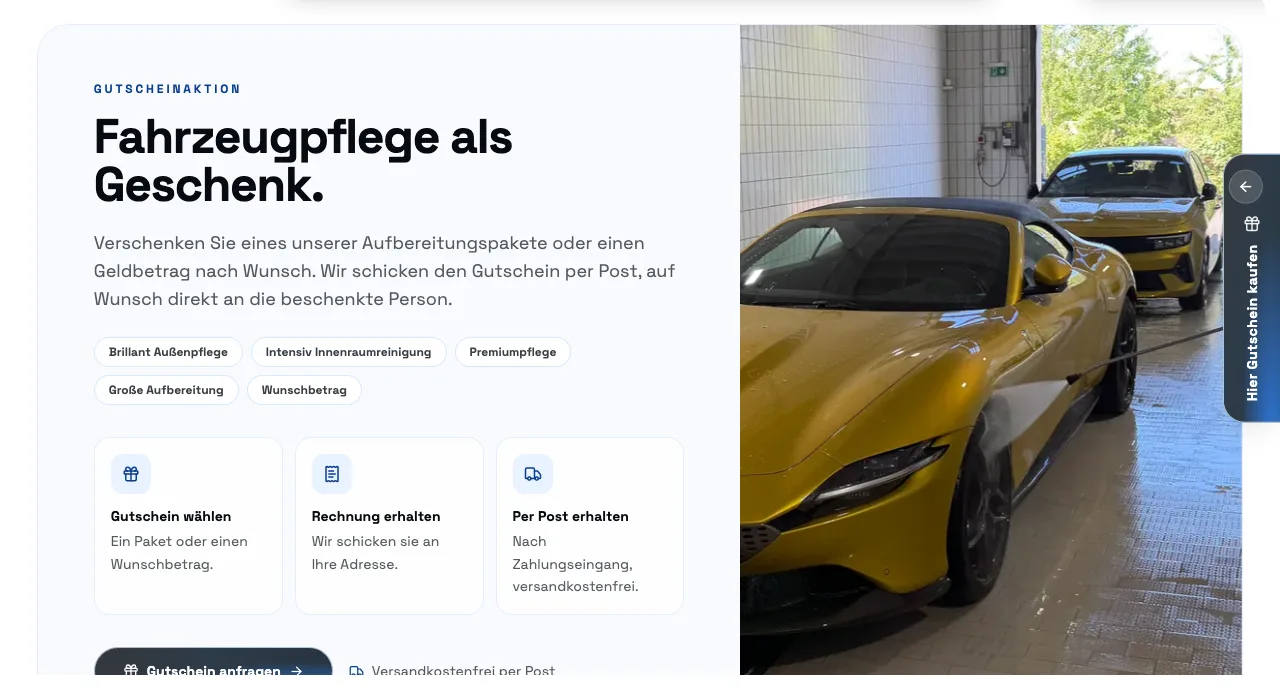 GUTSCHEINAKTION
Fahrzeugpflege als
Geschenk.
Verschenken Sie eines unserer Aufbereitungspakete oder einen
Geldbetrag nach Wunsch. Wir schicken den Gutschein per Post, auf
Wunsch direkt an die beschenkte Person.
Brillant Außenpflege
Intensiv Innenraumreinigung
Premiumpflege
Große Aufbereitung
Wunschbetrag
Gutschein wählen
Ein Paket oder einen
Wunschbetrag.
Rechnung erhalten
Wir schicken sie an
Ihre Adresse.
Per Post erhalten
Nach
Zahlungseingang,
versandkostenfrei.
Gutschein anfragen
Versandkostenfrei per Post
Hier Gutschein kaufen